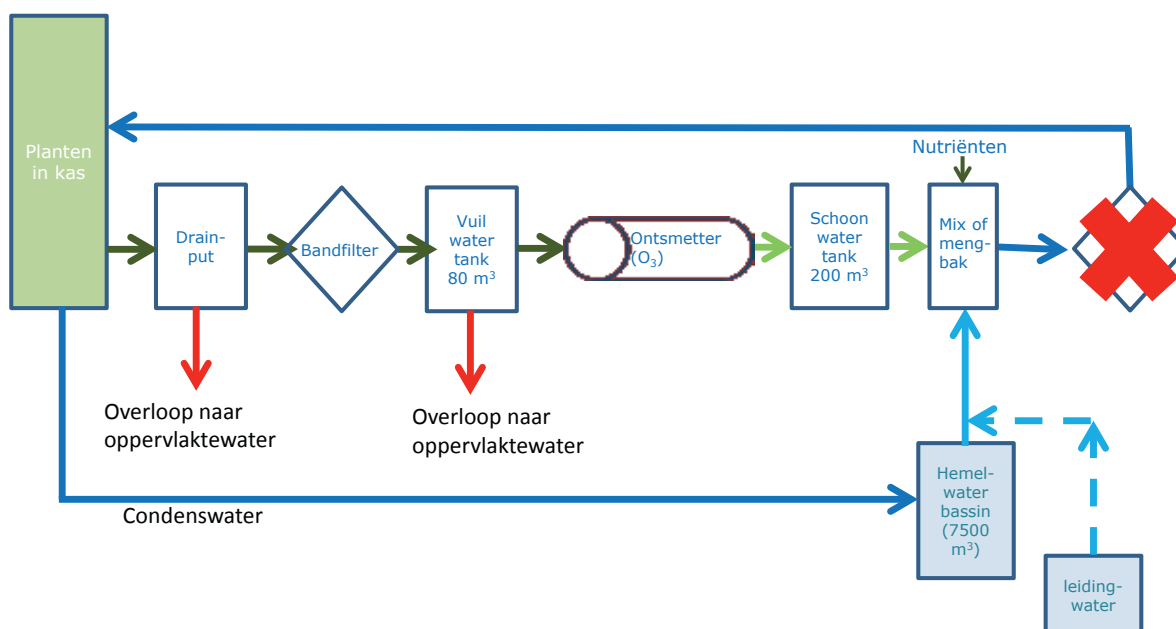 Planten
in kas
Drain-
put
Bandfilter
Vuil
water
tank
80 m³
Ontsmetter
(O₃)
Schoon
water
tank
200 m³
Nutriënten
Mix of
meng-
bak
Overloop naar
oppervlaktewater
Overloop naar
oppervlaktewater
Condenswater
Hemel-
water
bassin
(7500
m³)
leiding-
water